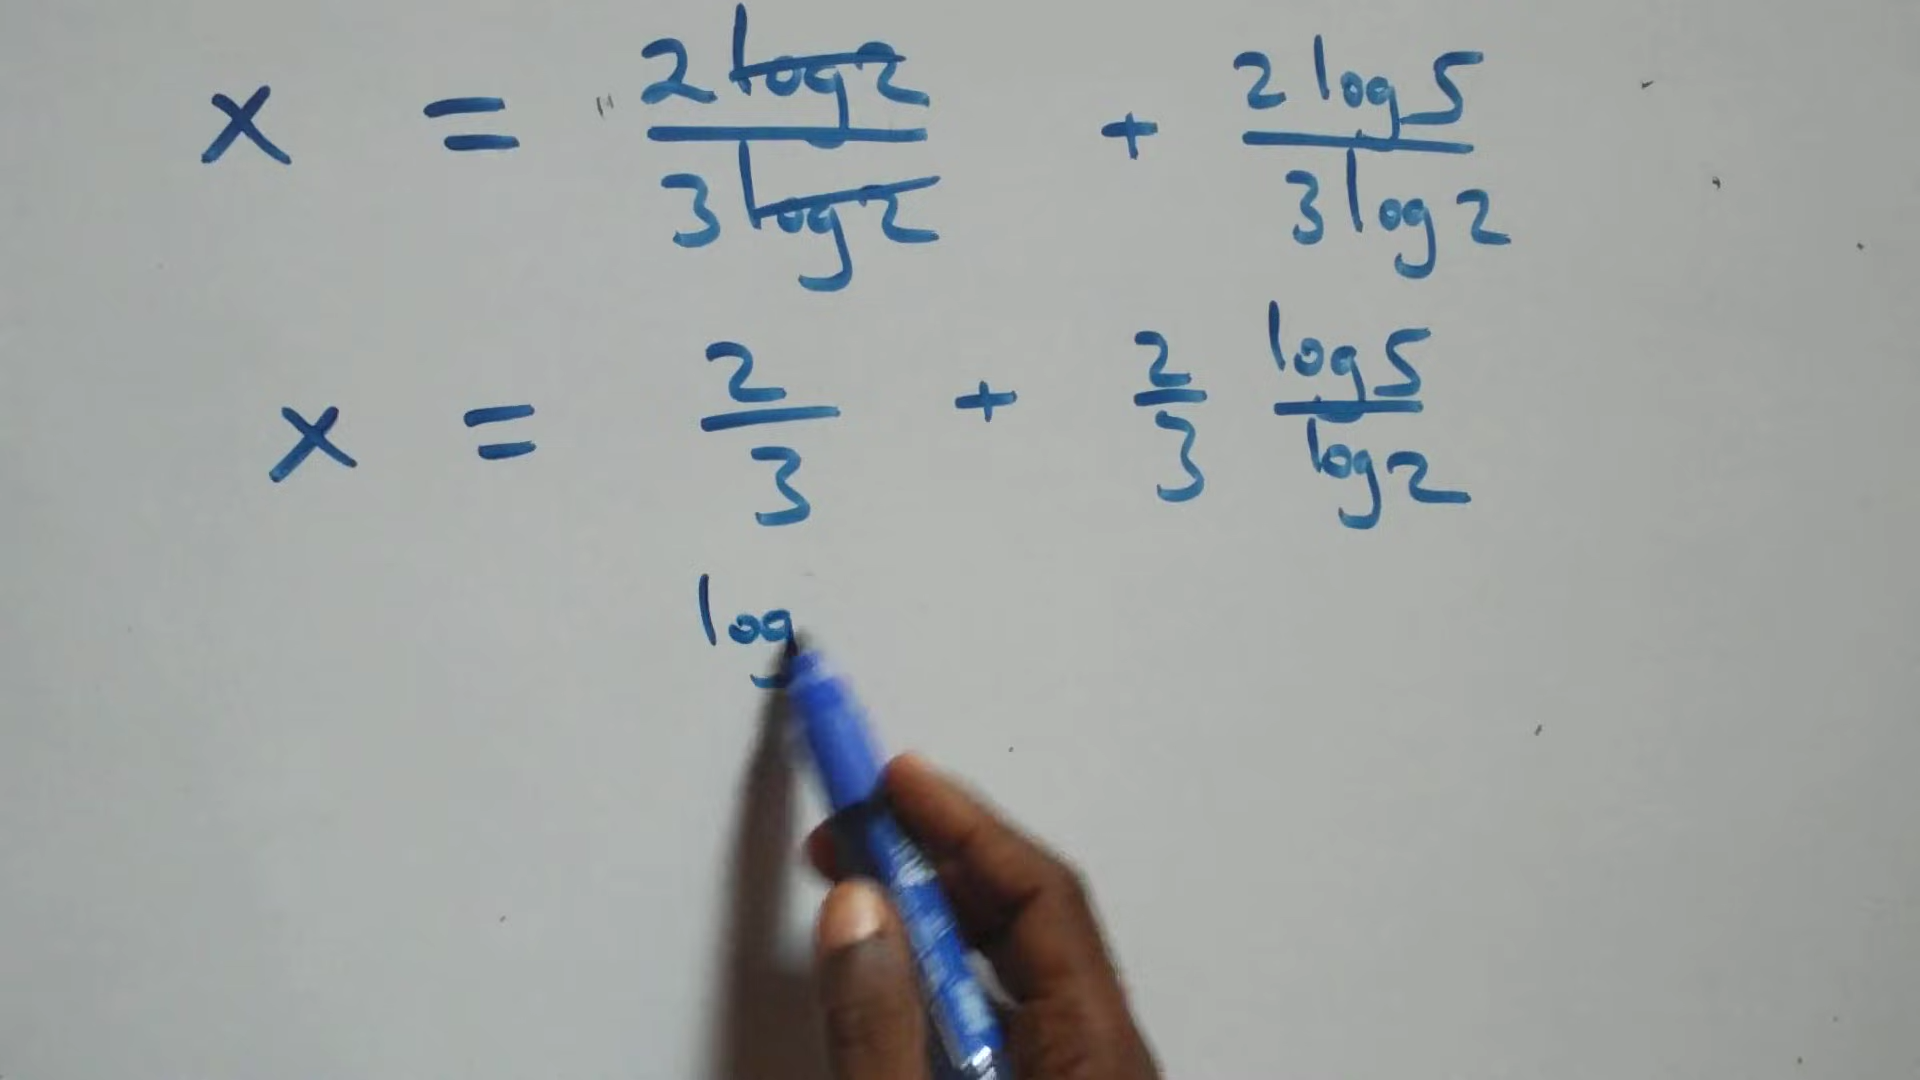 x = 2log2/3log2 + 2log5/3log2
x = 2/3 + 2/3 log5/log2
log